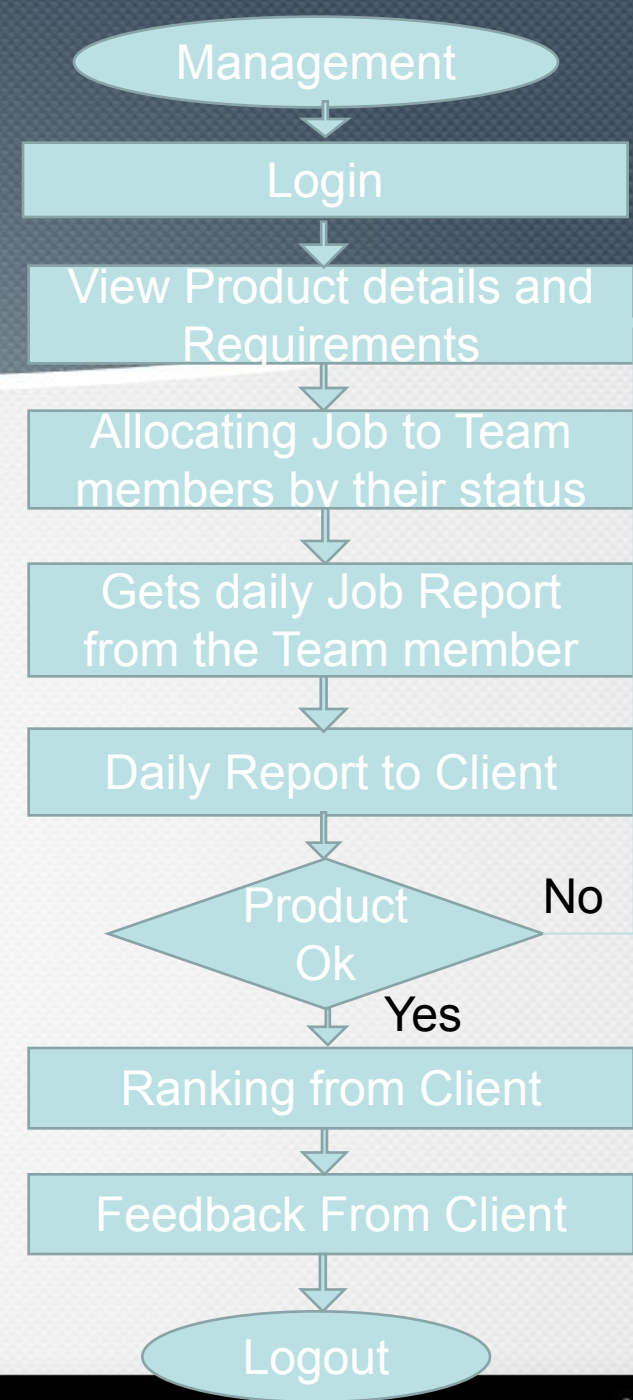 Management
Login
View Product details and
Requirements
Allocating Job to Team
members by their status
Gets daily Job Report
from the Team member
Daily Report to Client
Product
Ok
No
Yes
Ranking from Client
Feedback From Client
Logout